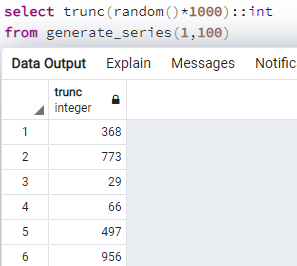 select trunc(random()*1000)::int
from generate_series(1,100)
Data Output Explain Messages Notific
trunc
integer
1 368
2 773
3 29
4 66
5 497
6 956